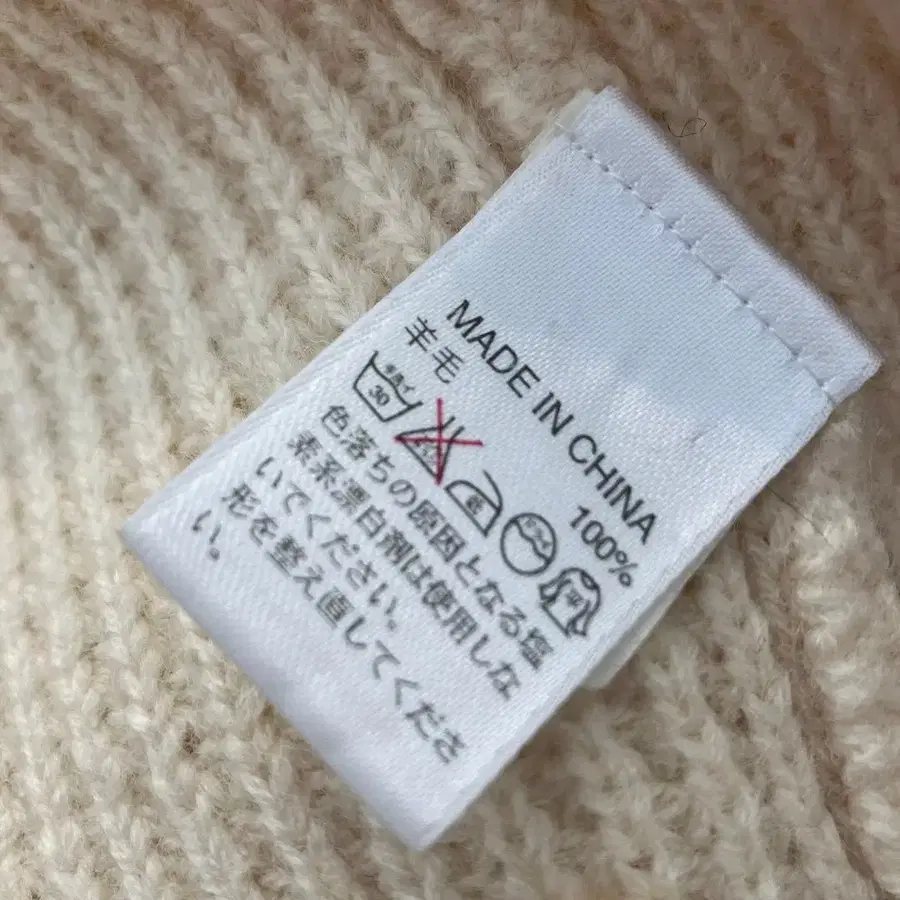 MADE IN CHINA
羊毛 100%
30
色落ちの原因となる塩
素系漂白剤は使用しな
いでください。
形を整え直してくださ
い。